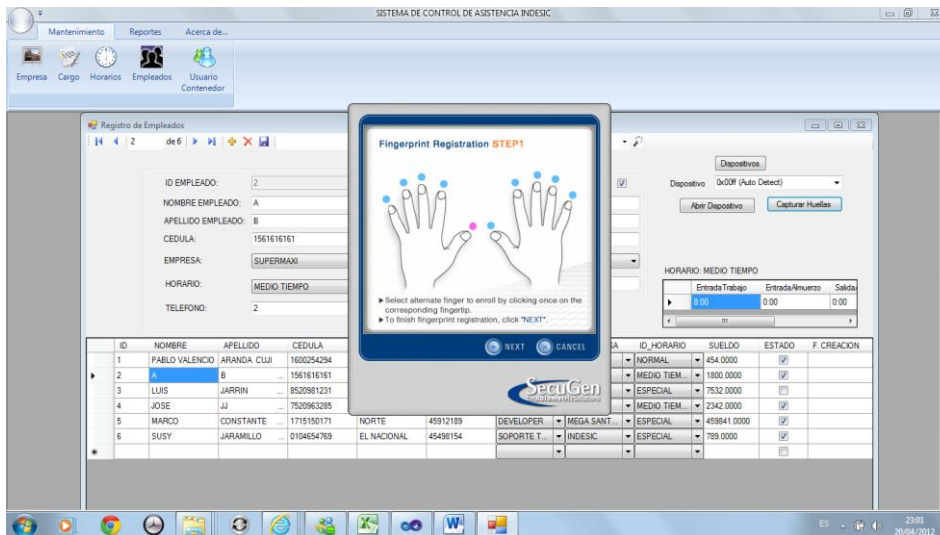 SISTEMA DE CONTROL DE ASISTENCIA INDESIC
Mantenimiento Reportes Acerca de...
Empresa Cargo Horarios Empleados Usuario Contenedor
Registro de Empleados
2 de 6
Fingerprint Registration STEP1
Dispositivos
ID EMPLEADO: 2
Dispositivo 0x00ff (Auto Detect)
NOMBRE EMPLEADO: A
Abrir Dispositivo Capturar Huellas
APELLIDO EMPLEADO: B
CEDULA: 1561616161
EMPRESA: SUPERMAXI
HORARIO: MEDIO TIEMPO
HORARIO: MEDIO TIEMPO
EntradaTrabajo EntradaAlmuerzo Salida
8:00 0:00 0:00
TELEFONO: 2
▶ Select alternate finger to enroll by clicking once on the
corresponding fingertip.
▶ To finish fingerprint registration, click "NEXT".
NEXT CANCEL
SecuGen
ID NOMBRE APELLIDO CEDULA SA ID_HORARIO SUELDO ESTADO F.CREACION
1 PABLO VALENCIO ARANDA CUJI 1600254294 NORMAL 454.0000
2 A B ... 1561616161 MEDIO TIEM... 1800.0000
3 LUIS JARRIN ... 8520981231 ESPECIAL 7532.0000
4 JOSE JJ ... 7520963285 MEDIO TIEM... 2342.0000
5 MARCO CONSTANTE ... 1715150171 NORTE 45912189 DEVELOPER MEGA SANT... ESPECIAL 459841.0000
6 SUSY JARAMILLO ... 0104654769 EL NACIONAL 45498154 SOPORTE T... INDESIC ESPECIAL 789.0000
ES 23:01
20/04/2012